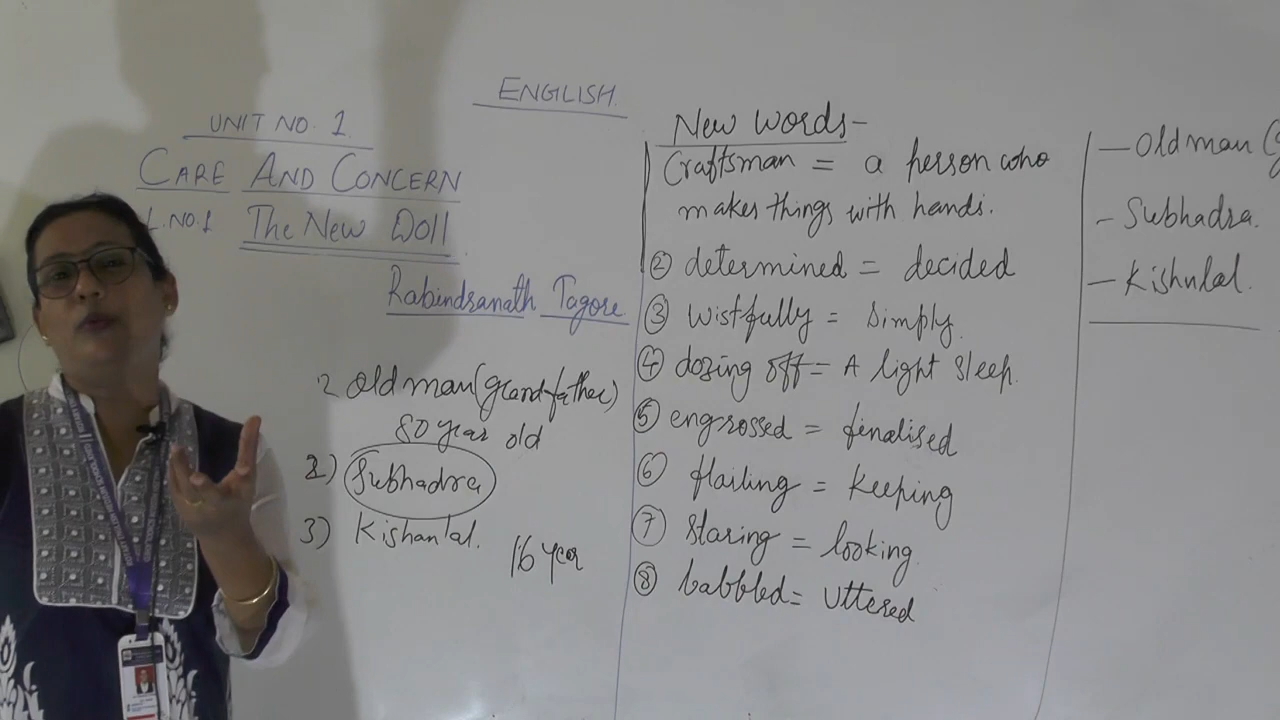 ENGLISH
UNIT NO. 1
CARE AND CONCERN
L.NO.1 The New Doll
Rabindranath Tagore
2 old man (grand father)
80 year old
2) Subhadra
3) Kishanlal.
16 year
New words-
Craftsman = a person who
makes things with hands.
② determined = decided
③ wistfully = simply
④ dozing off = A light sleep.
⑤ engrossed = finalised
⑥ flailing = keeping
⑦ staring = looking
⑧ babbled = uttered
- old man (
- Subhadra.
- Kishnlal.